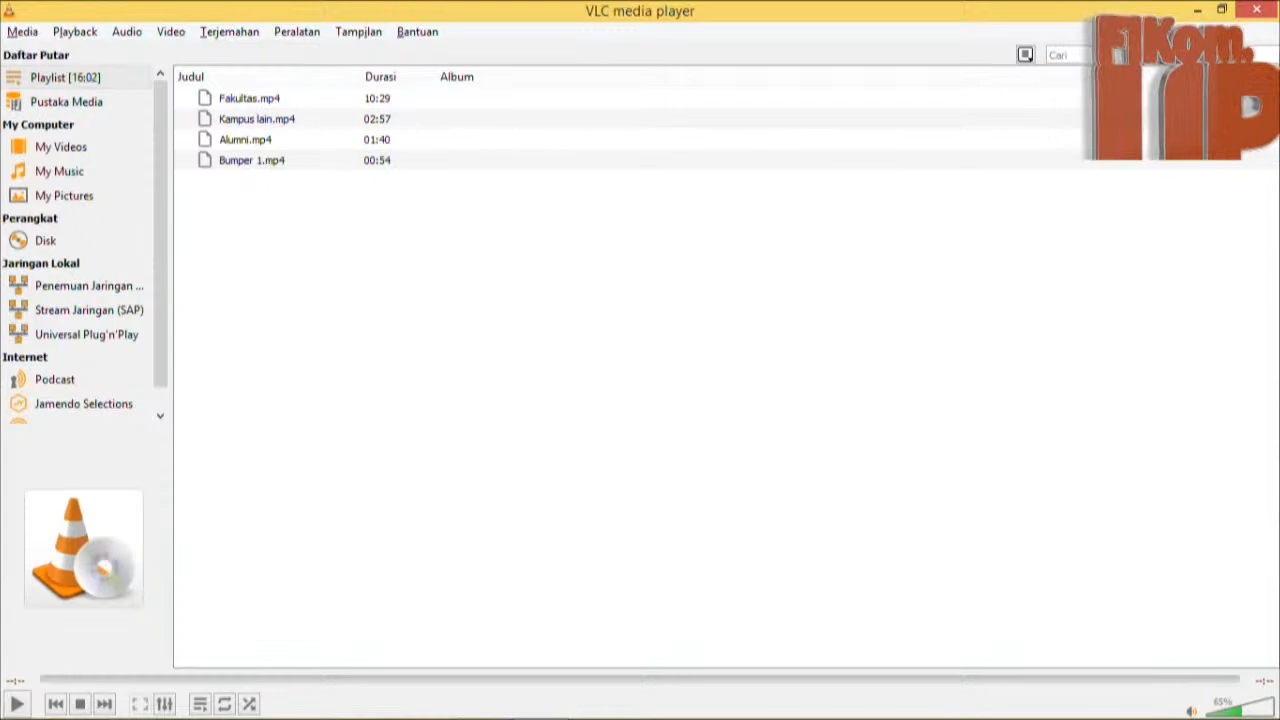 VLC media player
Media Playback Audio Video Terjemahan Peralatan Tampilan Bantuan
Daftar Putar
Cari
FIKom.
UP
Playlist [16:02]
Judul Durasi Album
Fakultas.mp4 10:29
Pustaka Media
Kampus lain.mp4 02:57
My Computer
Alumni.mp4 01:40
My Videos
Bumper 1.mp4 00:54
My Music
My Pictures
Perangkat
Disk
Jaringan Lokal
Penemuan Jaringan ...
Stream Jaringan (SAP)
Universal Plug'n'Play
Internet
Podcast
Jamendo Selections
--:--
--:--
65%